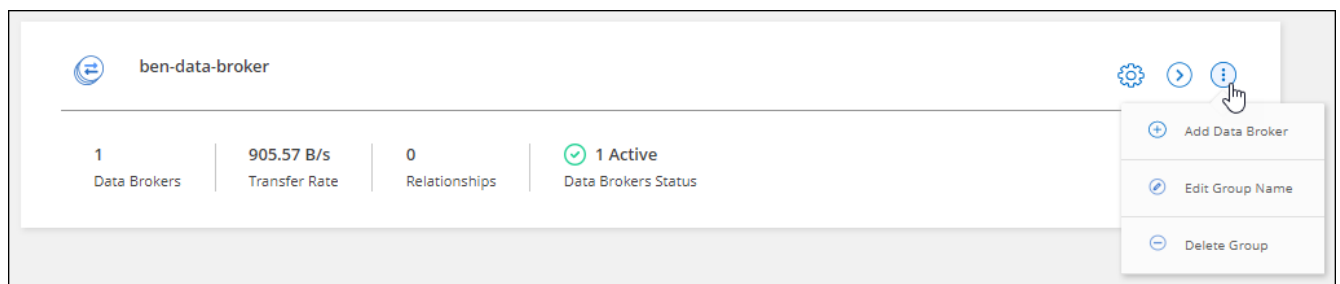 ben-data-broker
1 905.57 B/s 0 1 Active
Data Brokers Transfer Rate Relationships Data Brokers Status
Add Data Broker
Edit Group Name
Delete Group